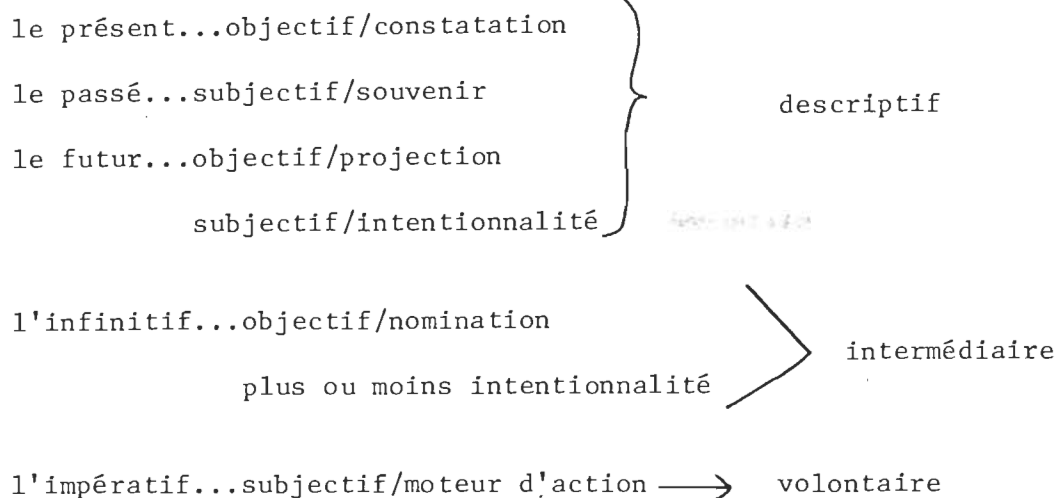 le présent...objectif/constatation
le passé...subjectif/souvenir
descriptif
le futur...objectif/projection
subjectif/intentionnalité
l'infinitif...objectif/nomination
intermédiaire
plus ou moins intentionnalité
l'impératif...subjectif/moteur d'action → volontaire